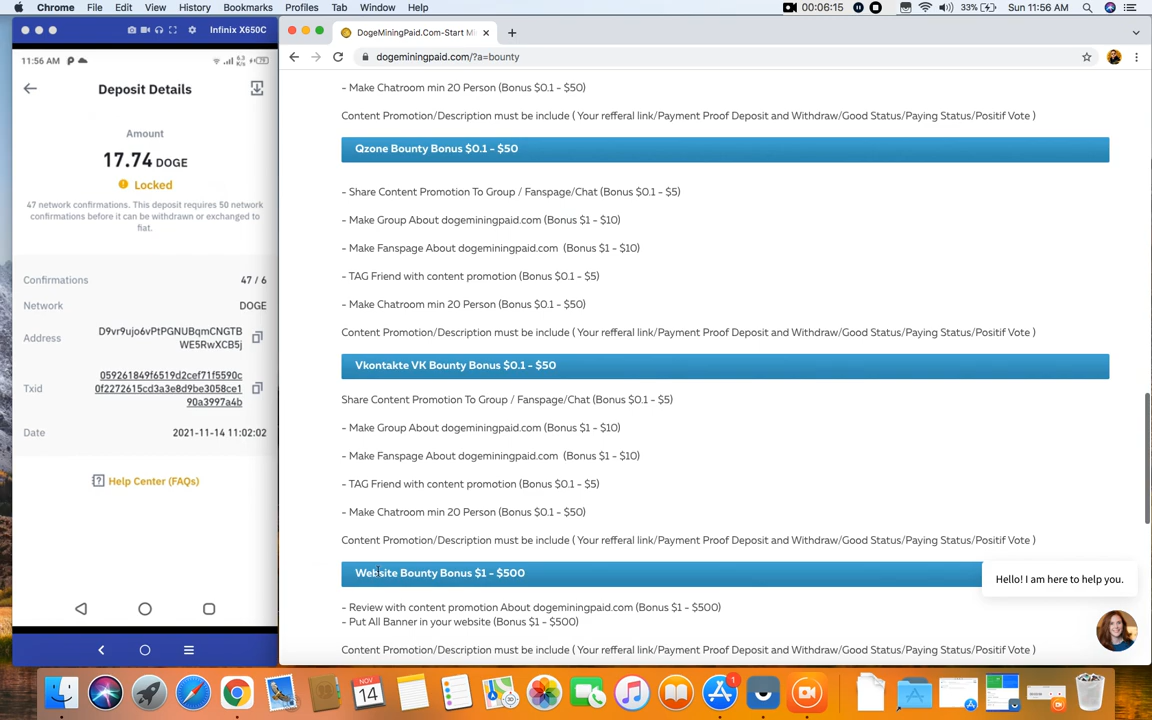 Chrome File Edit View History Bookmarks Profiles Tab Window Help 00:06:15 33% Sun 11:56 AM
Infinix X650C
11:56 AM
Deposit Details
Amount
17.74 DOGE
Locked
47 network confirmations. This deposit requires 50 network
confirmations before it can be withdrawn or exchanged to
fiat.
Confirmations 47 / 6
Network DOGE
Address D9vr9ujo6vPtPGNUBqmCNGTB
WE5RwXCB5j
Txid 059261849f6519d2cef71f5590c
0f2272615cd3a3e8d9be3058ce1
90a3997a4b
Date 2021-11-14 11:02:02
Help Center (FAQs)
DogeMiningPaid.Com-Start Mi
dogeminingpaid.com/?a=bounty
- Make Chatroom min 20 Person (Bonus $0.1 - $50)
Content Promotion/Description must be include ( Your refferal link/Payment Proof Deposit and Withdraw/Good Status/Paying Status/Positif Vote )
Qzone Bounty Bonus $0.1 - $50
- Share Content Promotion To Group / Fanspage/Chat (Bonus $0.1 - $5)
- Make Group About dogeminingpaid.com (Bonus $1 - $10)
- Make Fanspage About dogeminingpaid.com (Bonus $1 - $10)
- TAG Friend with content promotion (Bonus $0.1 - $5)
- Make Chatroom min 20 Person (Bonus $0.1 - $50)
Content Promotion/Description must be include ( Your refferal link/Payment Proof Deposit and Withdraw/Good Status/Paying Status/Positif Vote )
Vkontakte VK Bounty Bonus $0.1 - $50
Share Content Promotion To Group / Fanspage/Chat (Bonus $0.1 - $5)
- Make Group About dogeminingpaid.com (Bonus $1 - $10)
- Make Fanspage About dogeminingpaid.com (Bonus $1 - $10)
- TAG Friend with content promotion (Bonus $0.1 - $5)
- Make Chatroom min 20 Person (Bonus $0.1 - $50)
Content Promotion/Description must be include ( Your refferal link/Payment Proof Deposit and Withdraw/Good Status/Paying Status/Positif Vote )
Website Bounty Bonus $1 - $500
Hello! I am here to help you.
- Review with content promotion About dogeminingpaid.com (Bonus $1 - $500)
- Put All Banner in your website (Bonus $1 - $500)
Content Promotion/Description must be include ( Your refferal link/Payment Proof Deposit and Withdraw/Good Status/Paying Status/Positif Vote )
NOV
14
1